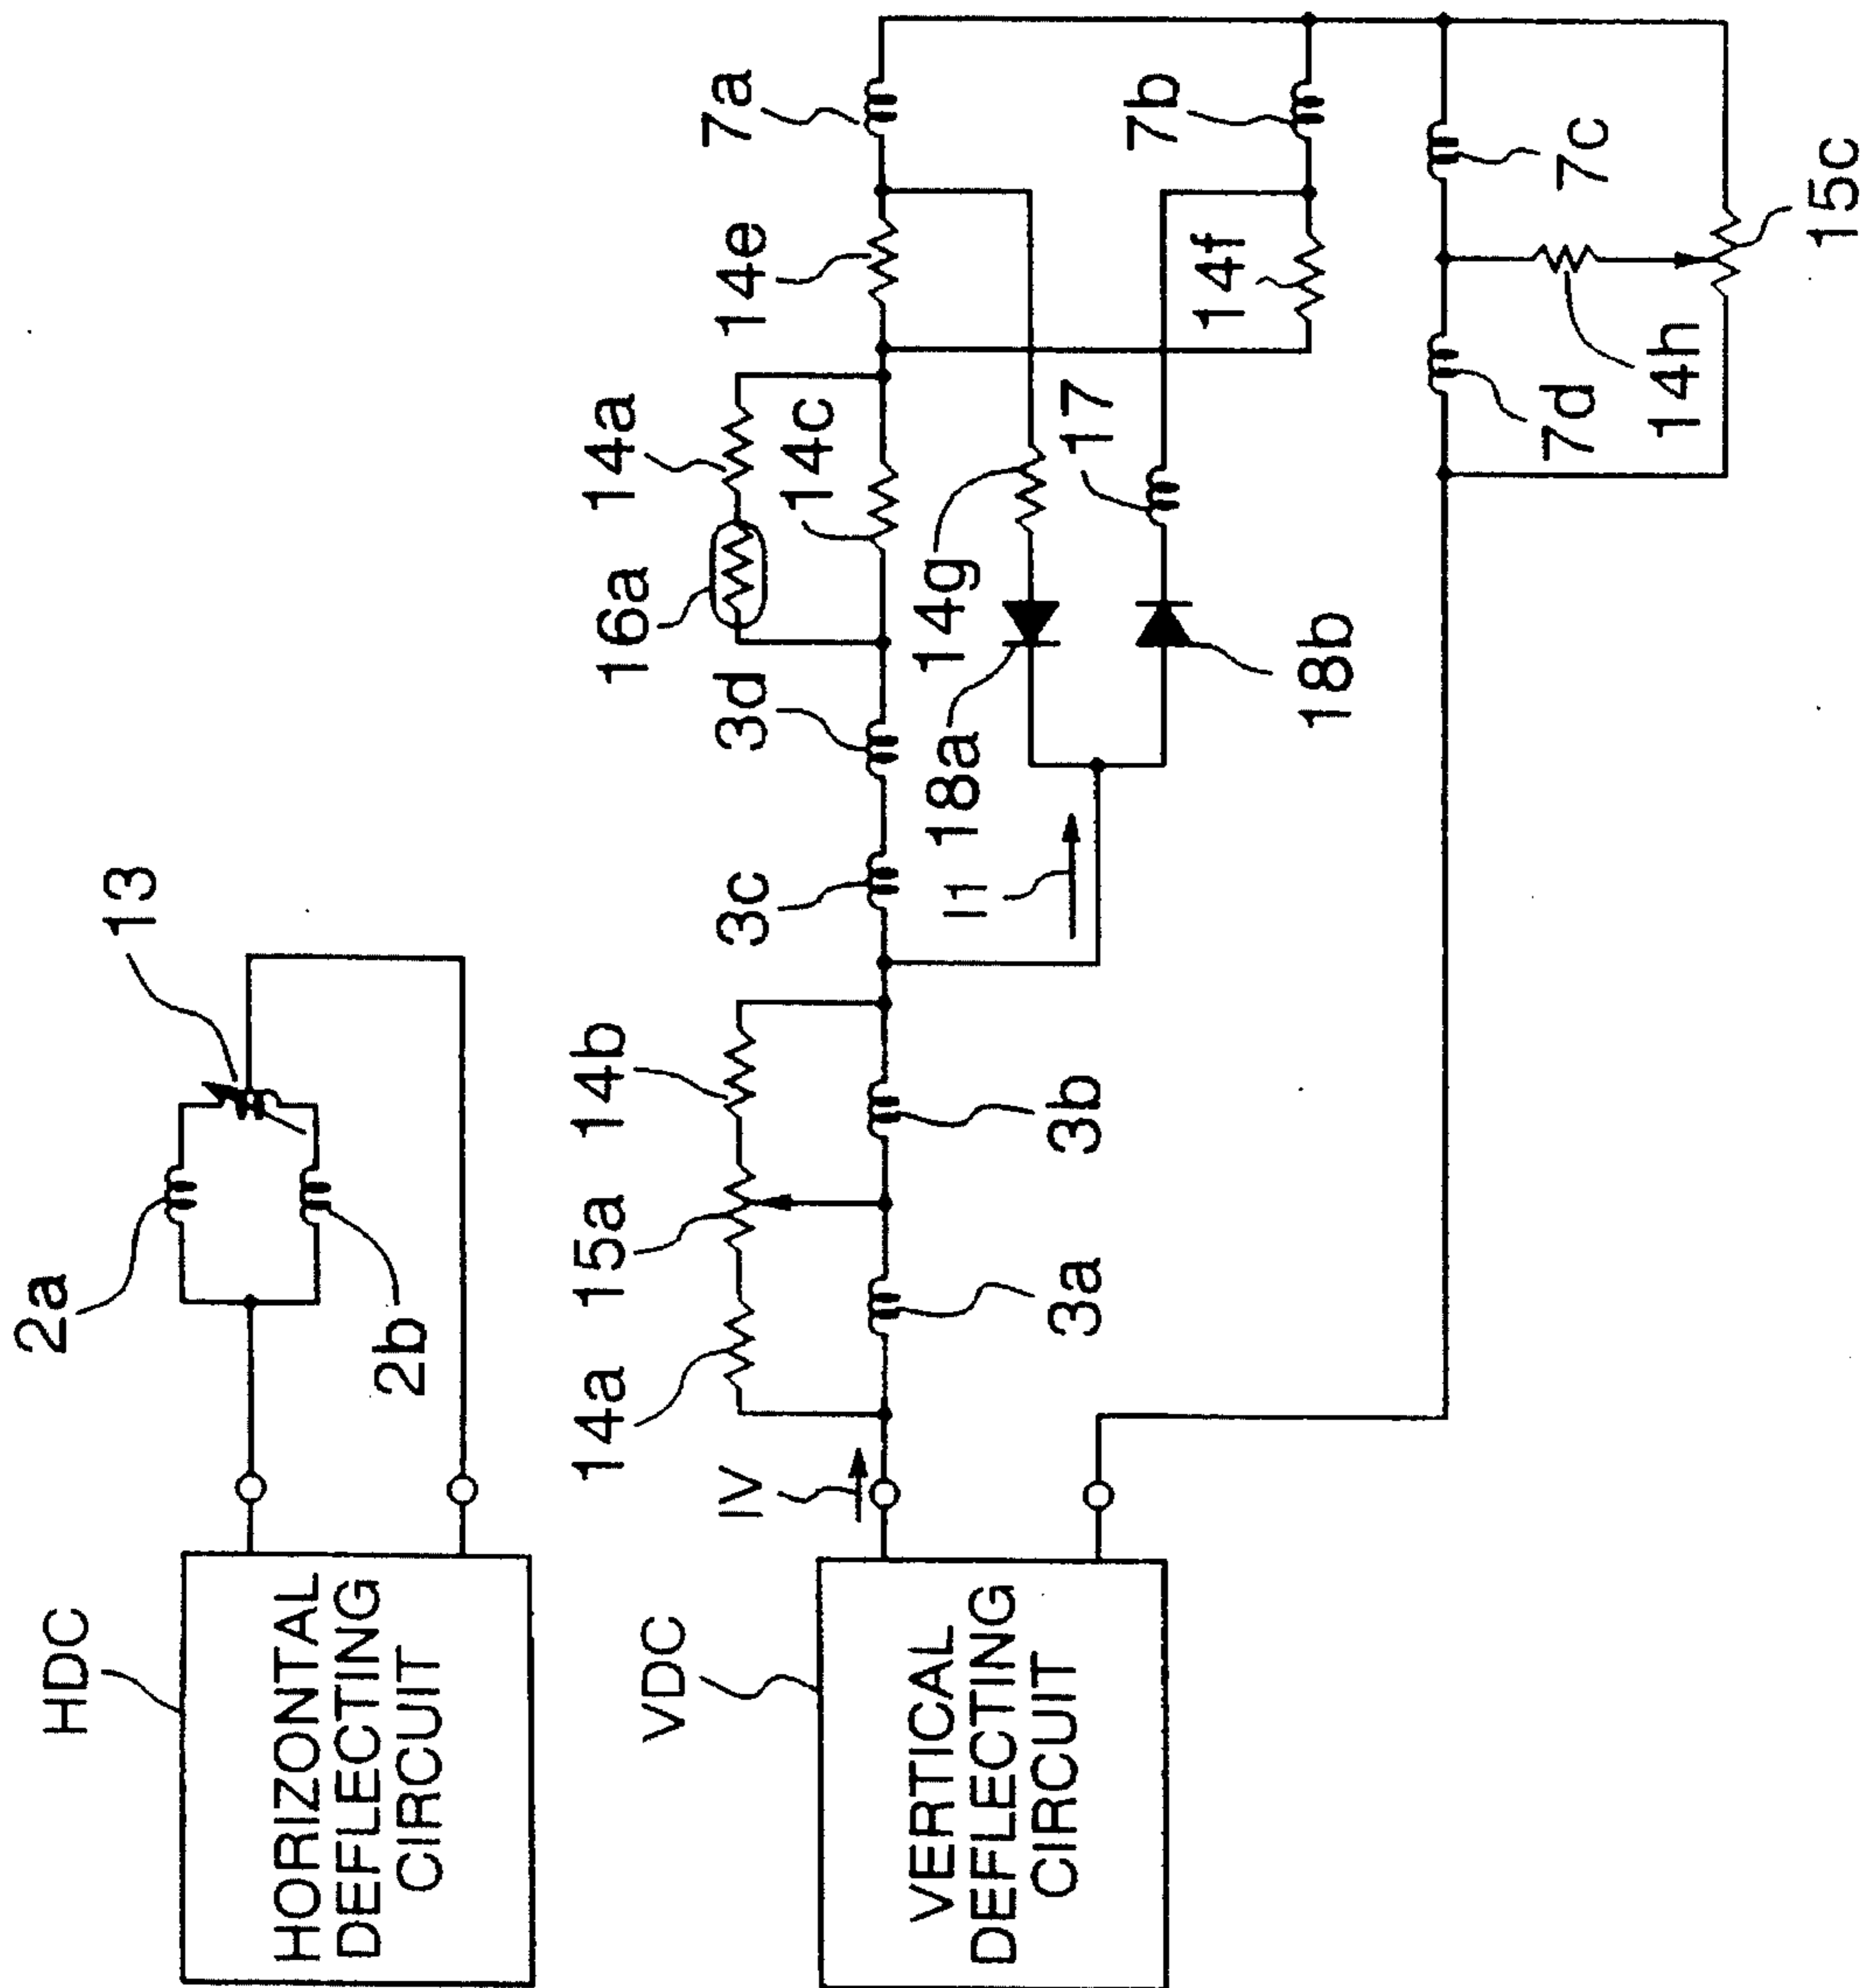 HDC
HORIZONTAL
DEFLECTING
CIRCUIT
2a
2b
13
VDC
VERTICAL
DEFLECTING
CIRCUIT
IV
14a
15a
14b
3a
3b
3c
3d
I1
16a
14a
14c
18a
14g
18b
17
14e
7a
14f
7b
7d
14h
7c
15c